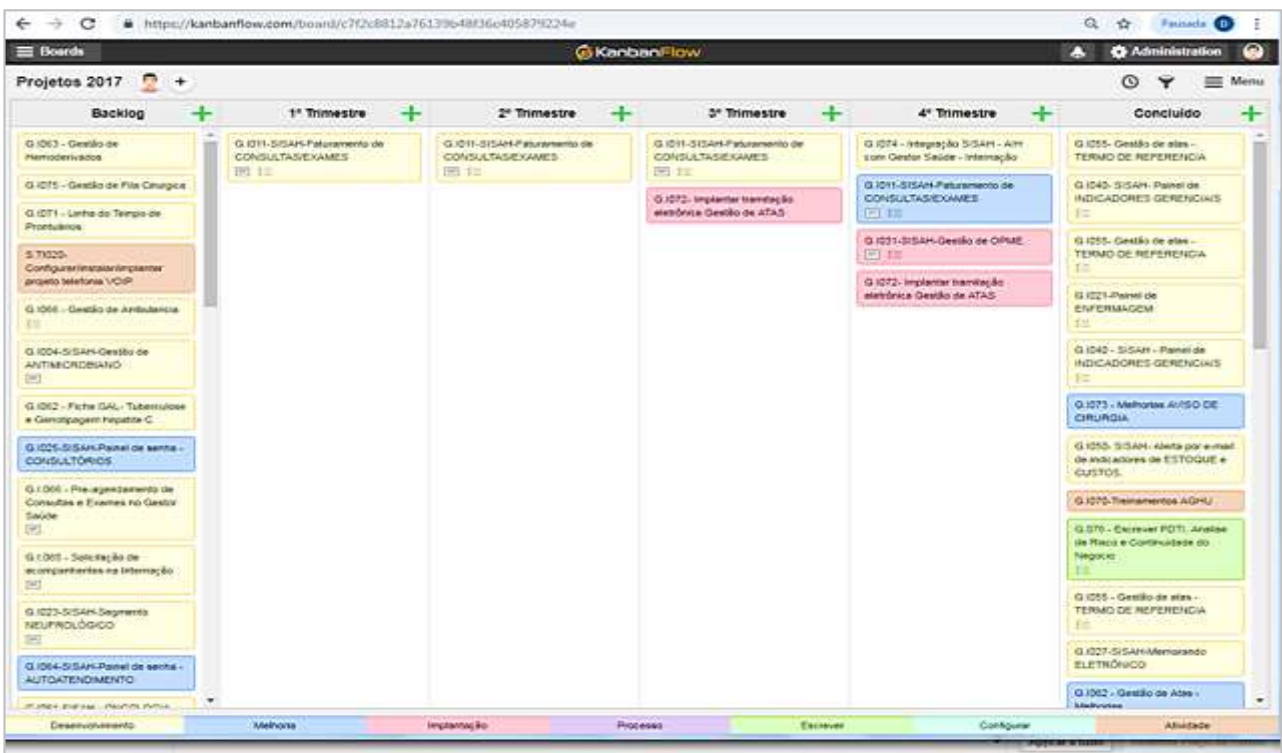 https://kanbanflow.com/board/c7f2c8812a76139b48f36c405879224e
Pausada D
Boards
KanbanFlow
Administration
Projetos 2017
Menu
Backlog
G.I063 - Gestão de
Hemoderivados
G.I075 - Gestão de Fila Cirurgica
G.I071 - Linha do Tempo de
Prontuários
S.TI020-
Configurar/instalar/implantar
projeto telefonia VOIP
G.I066 - Gestão de Ambulancia
G.I004-SISAH-Gestão de
ANTIMICROBIANO
G.I062 - Ficha GAL- Tuberculose
e Genotipagem hepatite C
G.I025-SISAH-Painel de senha -
CONSULTÓRIOS
G.I.066 - Pre-agendamento de
Consultas e Exames no Gestor
Saúde
G.I.065 - Solicitação de
acompanhantes na Internação
G.I023-SISAH-Segmento
NEUFROLÓGICO
G.I064-SISAH-Painel de senha -
AUTOATENDIMENTO
1º Trimestre
G.I011-SISAH-Faturamento de
CONSULTAS/EXAMES
2º Trimestre
G.I011-SISAH-Faturamento de
CONSULTAS/EXAMES
3º Trimestre
G.I011-SISAH-Faturamento de
CONSULTAS/EXAMES
G.I072- Implantar tramitação
eletrônica Gestão de ATAS
4º Trimestre
G.I074 - Integração SISAH - AIH
com Gestor Saúde - Internação
G.I011-SISAH-Faturamento de
CONSULTAS/EXAMES
G.I031-SISAH-Gestão de OPME
G.I072- Implantar tramitação
eletrônica Gestão de ATAS
Concluído
G.I055- Gestão de atas -
TERMO DE REFERENCIA
G.I040- SISAH- Painel de
INDICADORES GERENCIAIS
G.I055- Gestão de atas -
TERMO DE REFERENCIA
G.I021-Painel de
ENFERMAGEM
G.I040 - SISAH - Painel de
INDICADORES GERENCIAIS
G.I073 - Melhorias AVISO DE
CIRURGIA
G.I050- SISAH- Alerta por e-mail
de indicadores de ESTOQUE e
CUSTOS.
G.I070-Treinamentos AGHU
G.S76 - Escrever PDTI, Analise
de Risco e Continuidade do
Negocio
G.I055 - Gestão de atas -
TERMO DE REFERENCIA
G.I027-SISAH-Memorando
ELETRÔNICO
G.I062 - Gestão de Atas -
Melhorias
Desenvolvimento
Melhoria
Implantação
Processo
Escrever
Configurar
Atividade